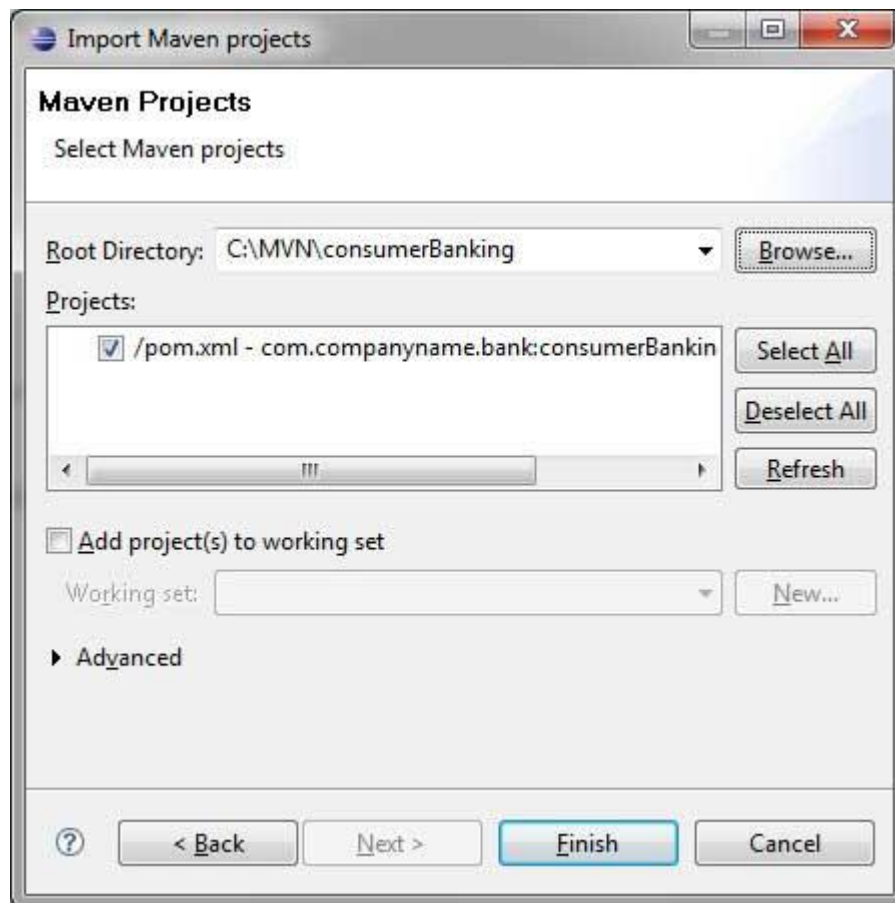 Import Maven projects
Maven Projects
Select Maven projects
Root Directory: C:\MVN\consumerBanking Browse...
Projects:
/pom.xml - com.companyname.bank:consumerBankin Select All
Deselect All
Refresh
Add project(s) to working set
Working set: New...
Advanced
< Back Next > Finish Cancel